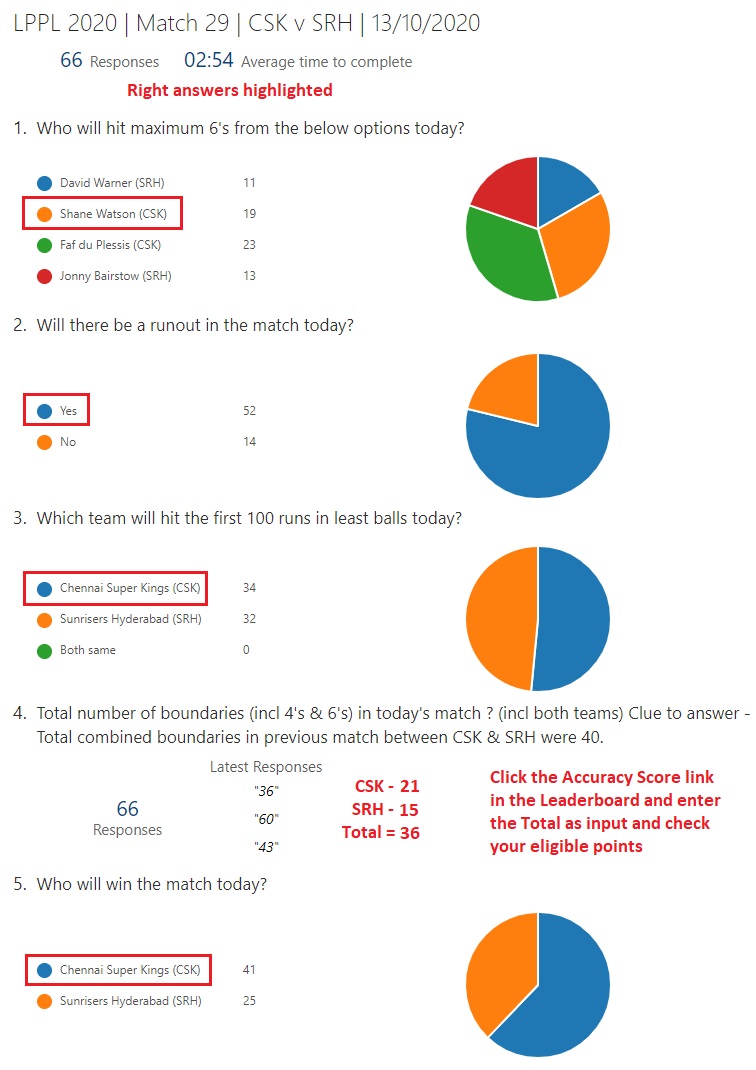 LPPL 2020 | Match 29 | CSK v SRH | 13/10/2020
66 Responses 02:54 Average time to complete
Right answers highlighted
1. Who will hit maximum 6's from the below options today?
David Warner (SRH) 11
Shane Watson (CSK) 19
Faf du Plessis (CSK) 23
Jonny Bairstow (SRH) 13
2. Will there be a runout in the match today?
Yes 52
No 14
3. Which team will hit the first 100 runs in least balls today?
Chennai Super Kings (CSK) 34
Sunrisers Hyderabad (SRH) 32
Both same 0
4. Total number of boundaries (incl 4's & 6's) in today's match ? (incl both teams) Clue to answer -
Total combined boundaries in previous match between CSK & SRH were 40.
66
Responses
Latest Responses
"36"
"60"
"43"
CSK - 21
SRH - 15
Total = 36
Click the Accuracy Score link
in the Leaderboard and enter
the Total as input and check
your eligible points
5. Who will win the match today?
Chennai Super Kings (CSK) 41
Sunrisers Hyderabad (SRH) 25